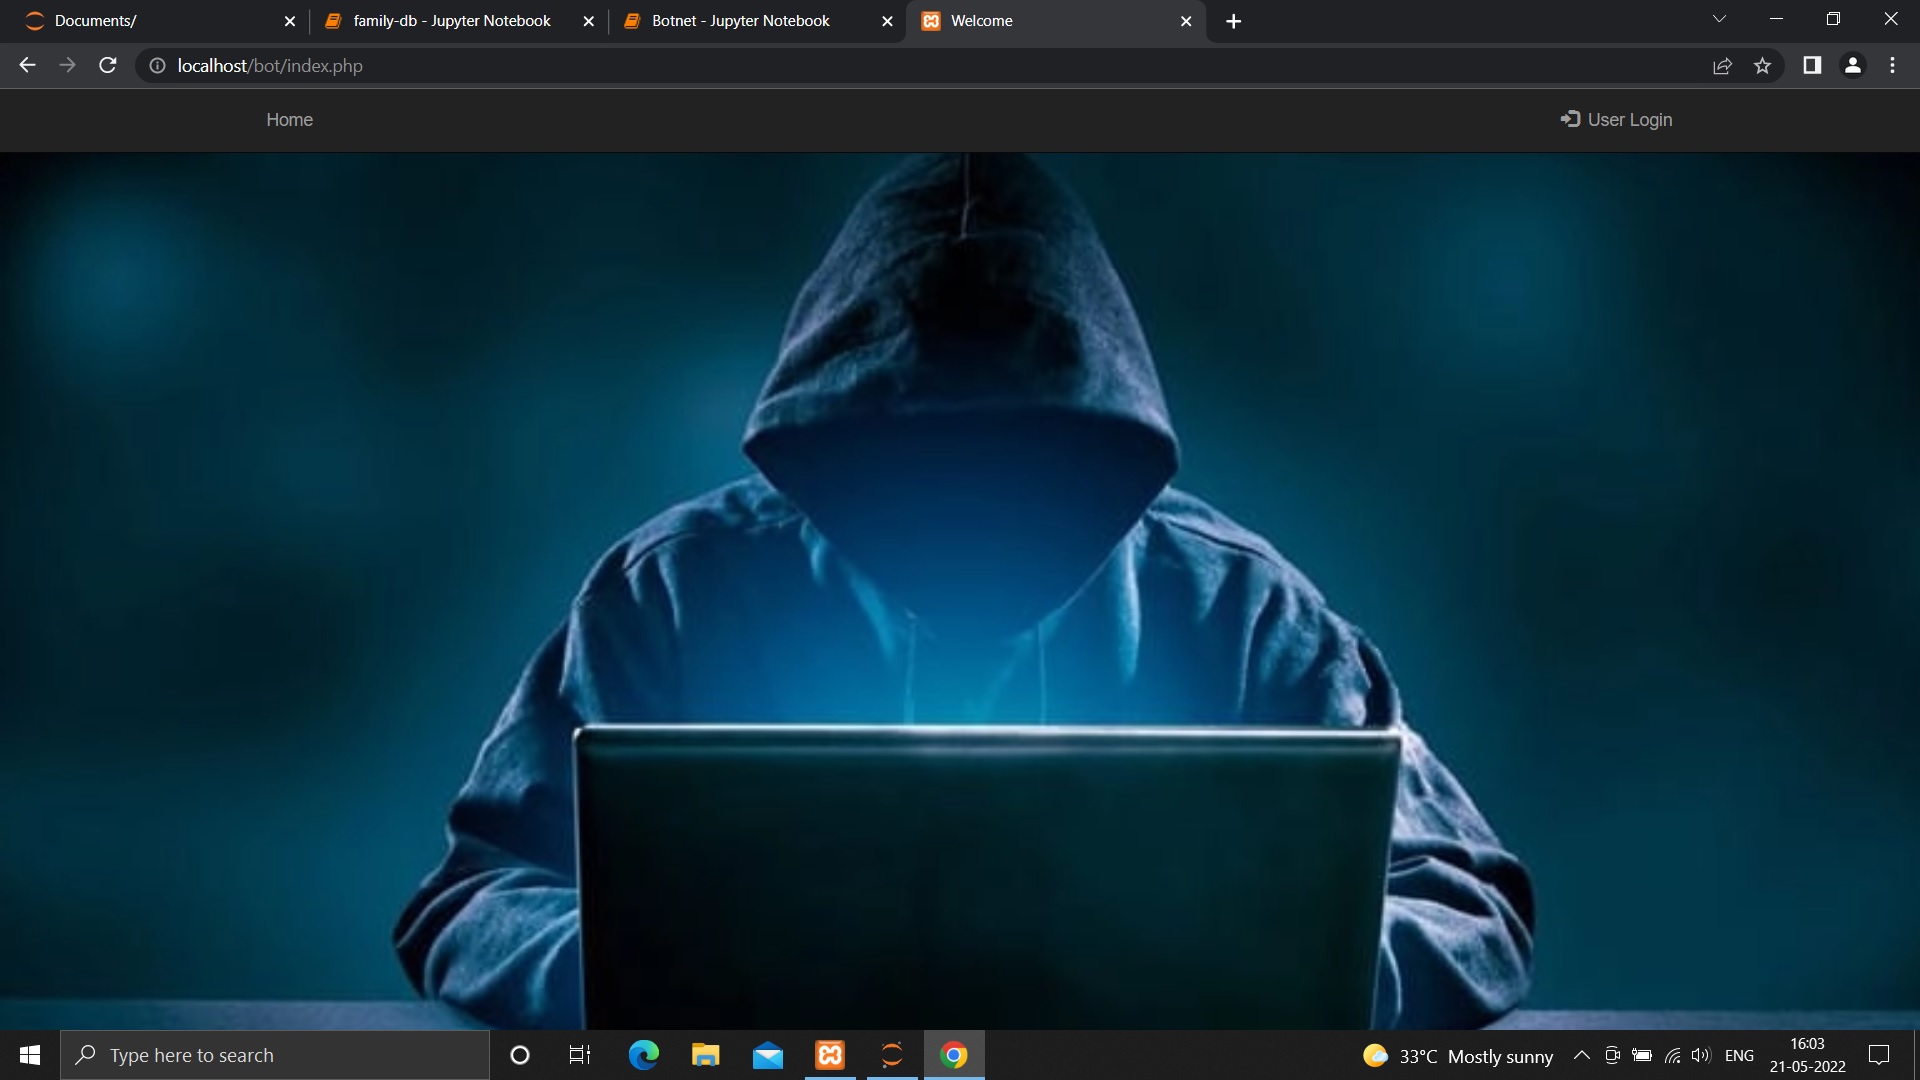 Documents/
family-db - Jupyter Notebook
Botnet - Jupyter Notebook
Welcome
localhost/bot/index.php
Home
User Login
Type here to search
33°C Mostly sunny
ENG
16:03
21-05-2022